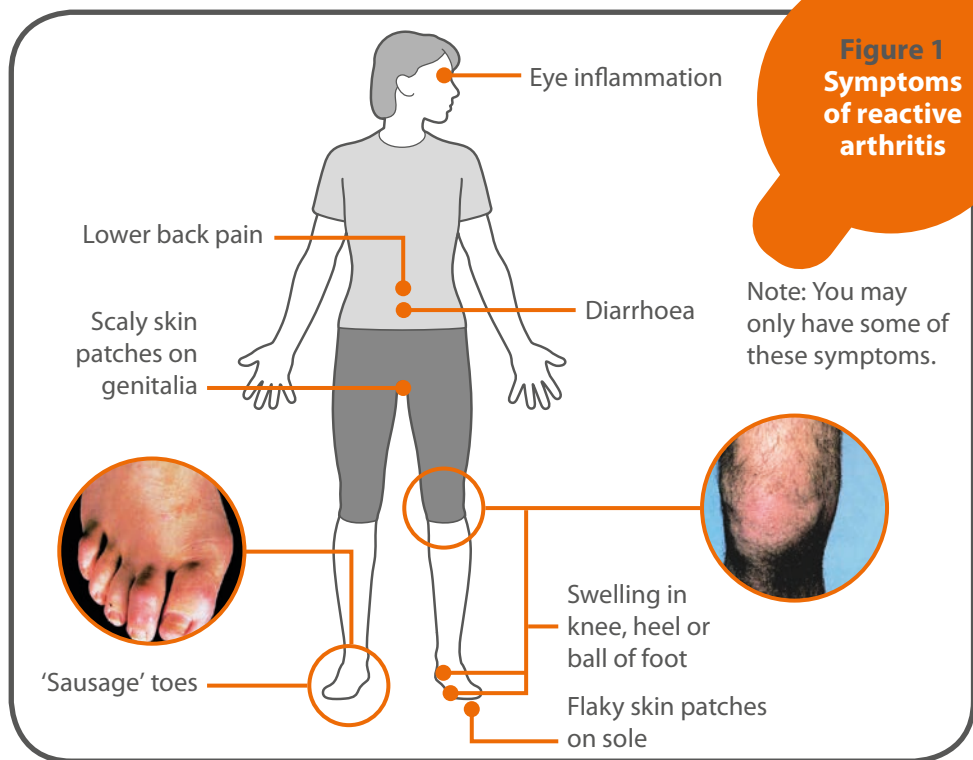 Figure 1
Symptoms
of reactive
arthritis
Eye inflammation
Lower back pain
Diarrhoea
Note: You may
only have some of
these symptoms.
Scaly skin
patches on
genitalia
Swelling in
knee, heel or
ball of foot
‘Sausage’ toes
Flaky skin patches
on sole